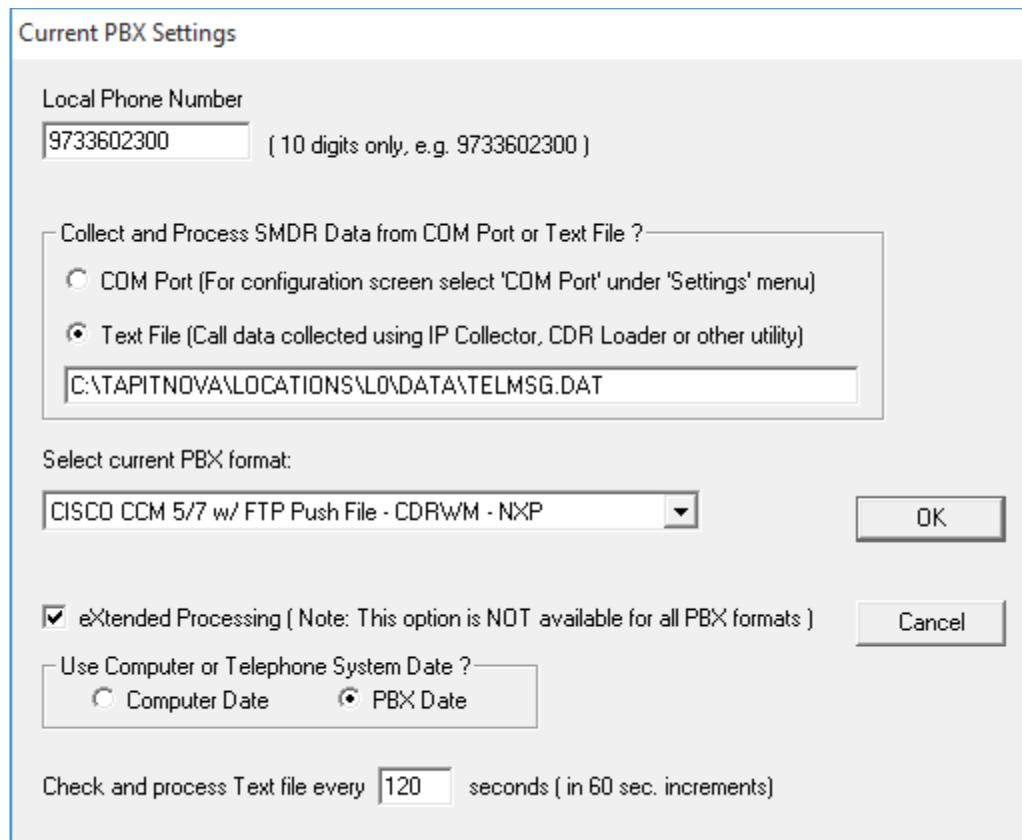 Current PBX Settings
Local Phone Number
9733602300 ( 10 digits only, e.g. 9733602300 )
Collect and Process SMDR Data from COM Port or Text File ?
COM Port (For configuration screen select 'COM Port' under 'Settings' menu)
Text File (Call data collected using IP Collector, CDR Loader or other utility)
C:\TAPITNOVA\LOCATIONS\L0\DATA\TELMSG.DAT
Select current PBX format:
CISCO CCM 5/7 w/ FTP Push File - CDRWM - NXP
OK
eXtended Processing ( Note: This option is NOT available for all PBX formats )
Cancel
Use Computer or Telephone System Date ?
Computer Date PBX Date
Check and process Text file every 120 seconds ( in 60 sec. increments)